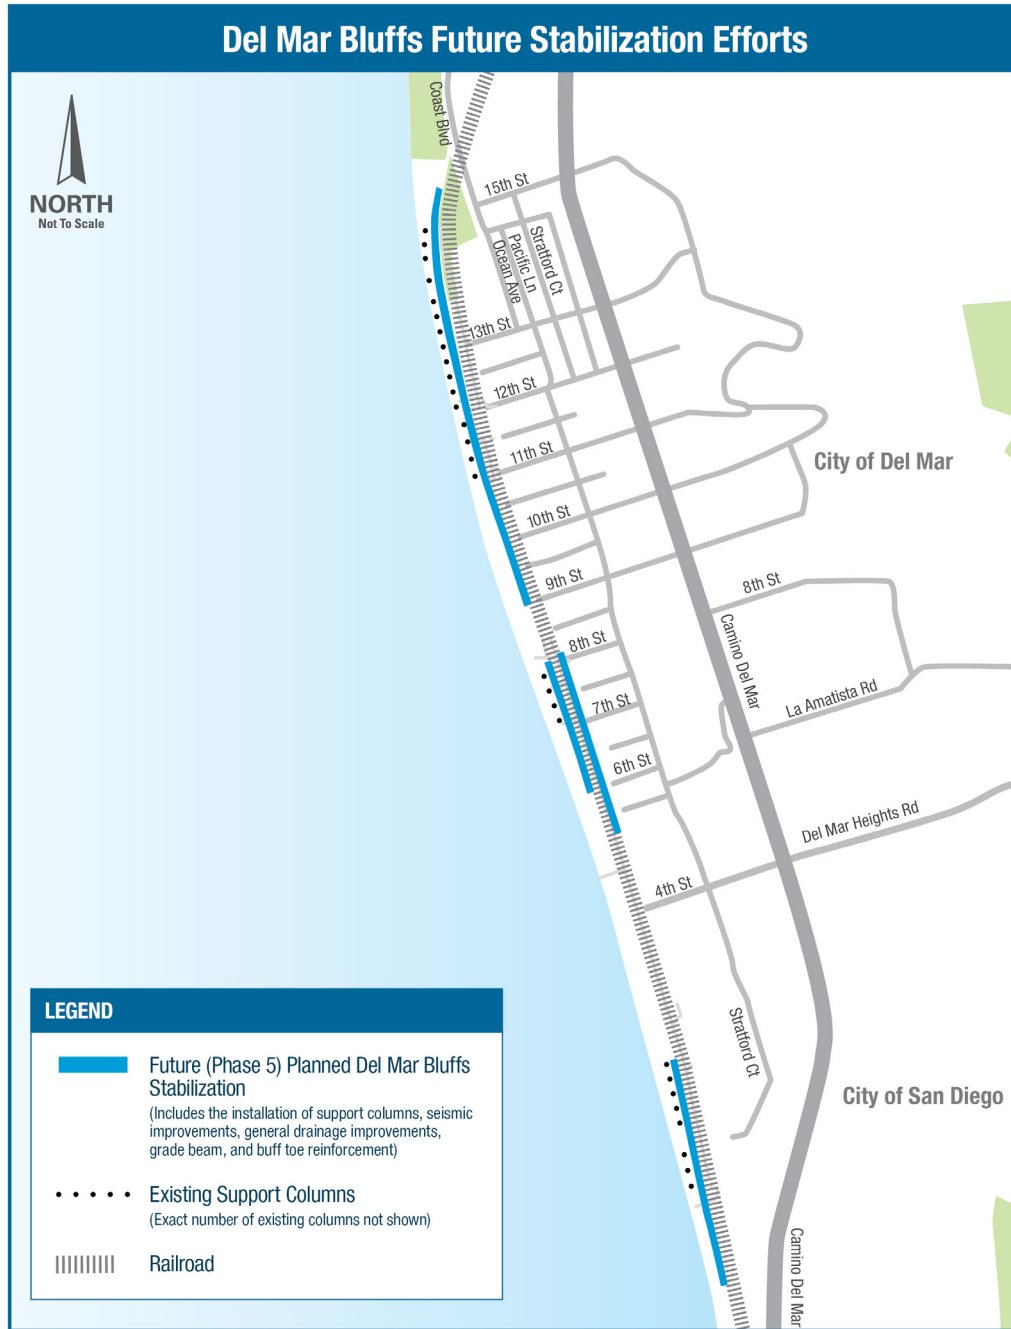 Del Mar Bluffs Future Stabilization Efforts
NORTH
Not To Scale
Coast Blvd
15th St
Stratford Ct
Pacific Ln
Ocean Ave
13th St
12th St
11th St
City of Del Mar
10th St
9th St
8th St
8th St
Camino Del Mar
7th St
La Amatista Rd
6th St
Del Mar Heights Rd
4th St
Stratford Ct
City of San Diego
Camino Del Mar
LEGEND
Future (Phase 5) Planned Del Mar Bluffs
Stabilization
(Includes the installation of support columns, seismic
improvements, general drainage improvements,
grade beam, and buff toe reinforcement)
Existing Support Columns
(Exact number of existing columns not shown)
Railroad